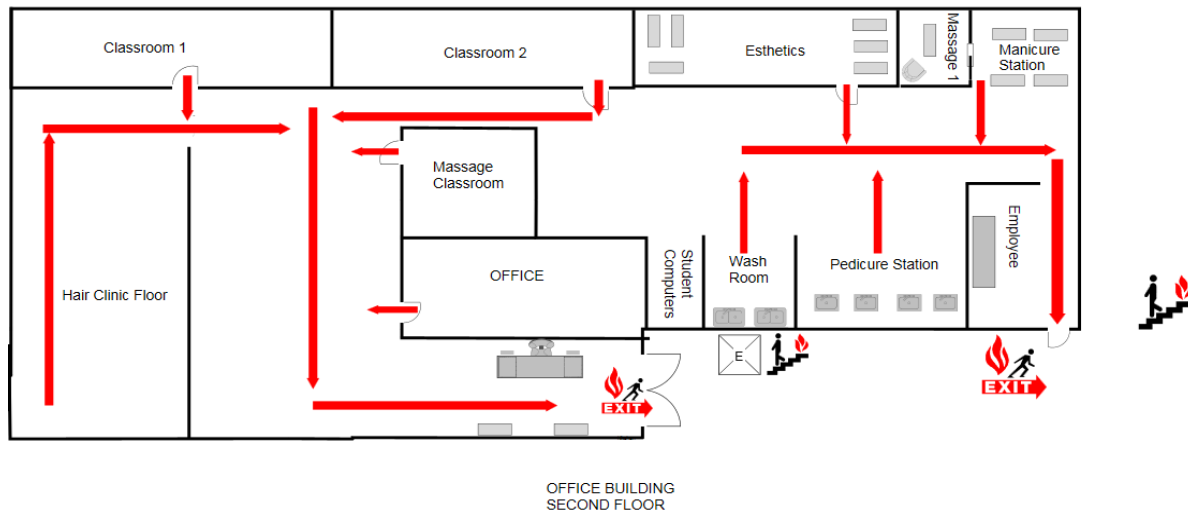 Classroom 1
Classroom 2
Esthetics
Massage 1
Manicure
Station
Massage
Classroom
OFFICE
Student
Computers
Wash
Room
Pedicure Station
Employee
Hair Clinic Floor
E
EXIT
EXIT
OFFICE BUILDING
SECOND FLOOR